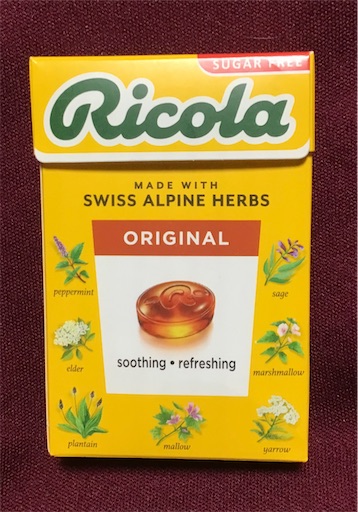 SUGAR FREE
Ricola
MADE WITH
SWISS ALPINE HERBS
ORIGINAL
peppermint
sage
elder
marshmallow
soothing • refreshing
plantain
mallow
yarrow